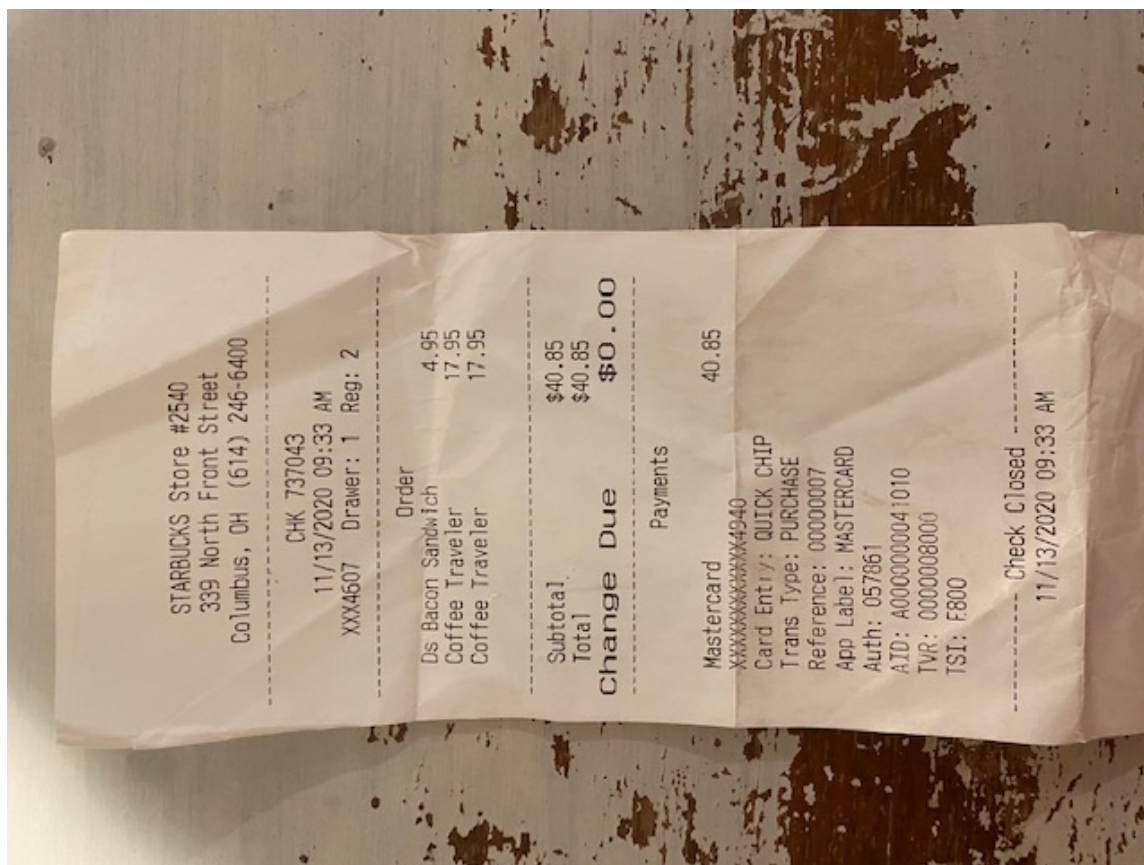 STARBUCKS Store #2540
339 North Front Street
Columbus, OH (614) 246-6400
CHK 737043
11/13/2020 09:33 AM
XXX4607 Drawer: 1 Reg: 2
Order
Ds Bacon Sandwich 4.95
Coffee Traveler 17.95
Coffee Traveler 17.95
Subtotal $40.85
Total $40.85
Change Due $0.00
Payments
Mastercard 40.85
XXXXXXXXXXXX4940
Card Entry: QUICK CHIP
Trans Type: PURCHASE
Reference: 00000007
App Label: MASTERCARD
Auth: 057861
AID: A0000000041010
TVR: 0000008000
TSI: F800
Check Closed
11/13/2020 09:33 AM